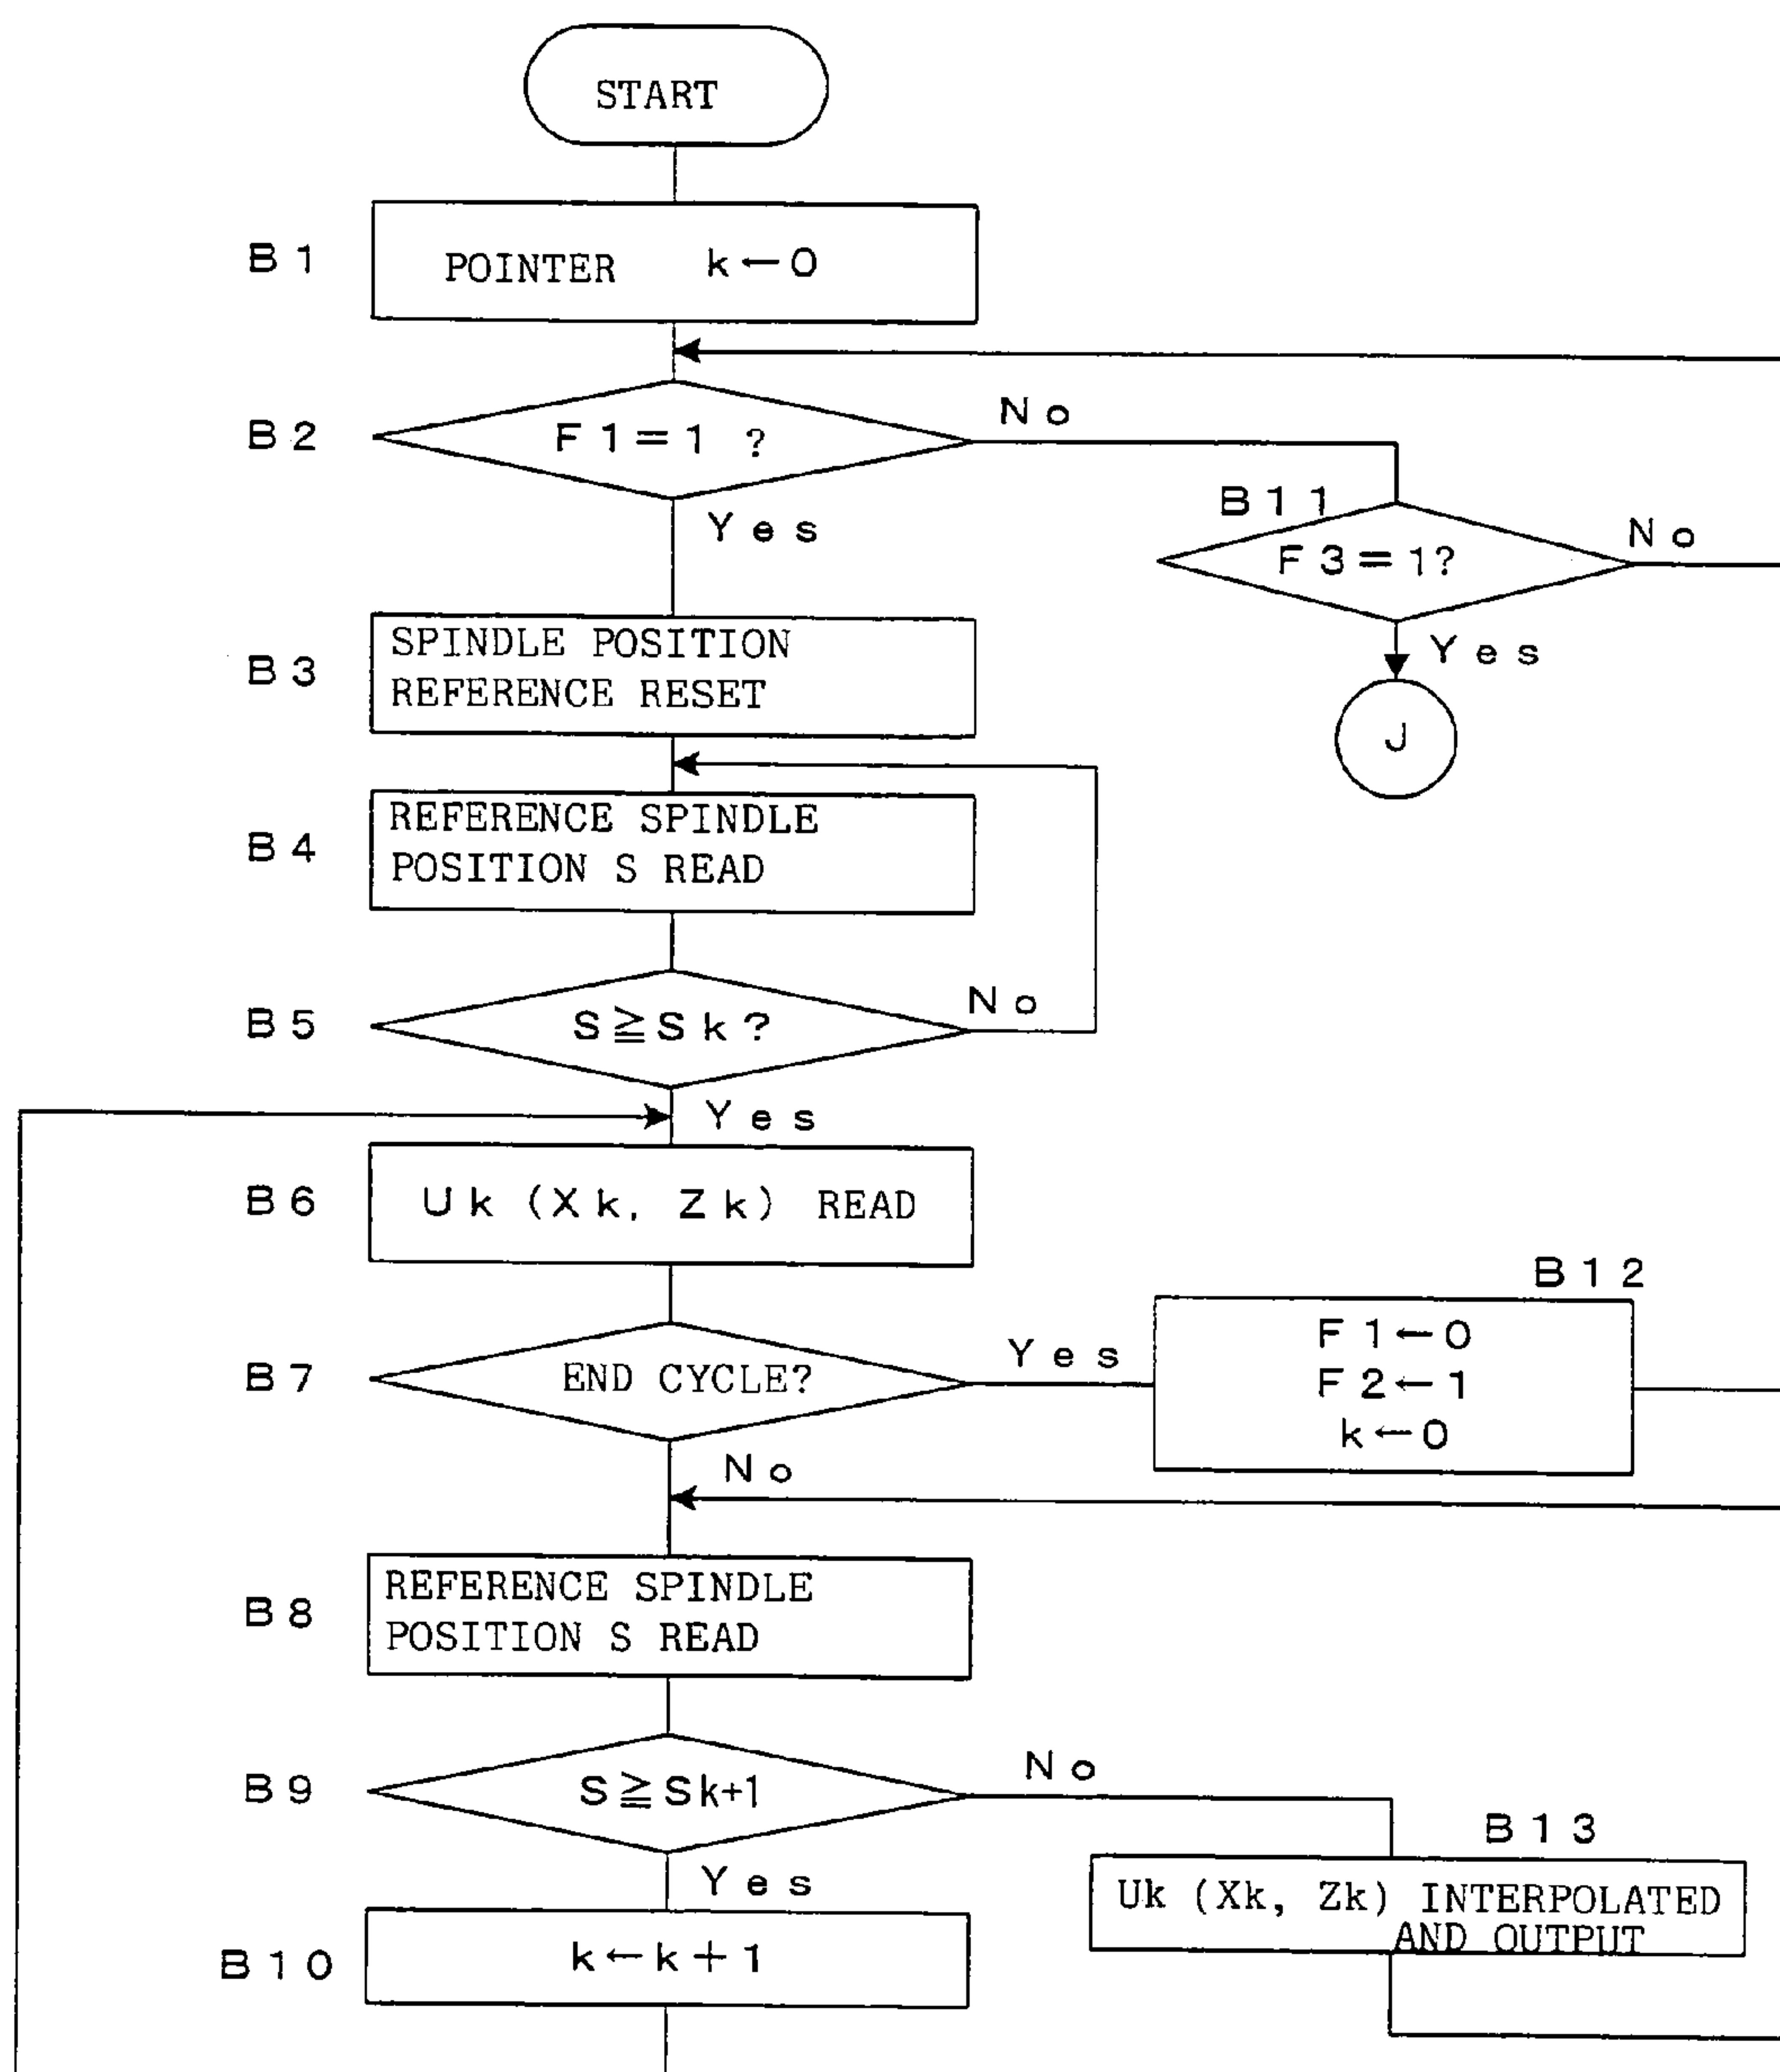 START
B1
POINTER k←0
B2
F1=1 ?
No
Yes
B11
F3=1?
No
Yes
J
B3
SPINDLE POSITION
REFERENCE RESET
B4
REFERENCE SPINDLE
POSITION S READ
B5
S≧Sk?
No
Yes
B6
Uk (Xk, Zk) READ
B7
END CYCLE?
Yes
No
B12
F1←0
F2←1
k←0
B8
REFERENCE SPINDLE
POSITION S READ
B9
S≧Sk+1
No
Yes
B13
Uk (Xk, Zk) INTERPOLATED
AND OUTPUT
B10
k←k+1